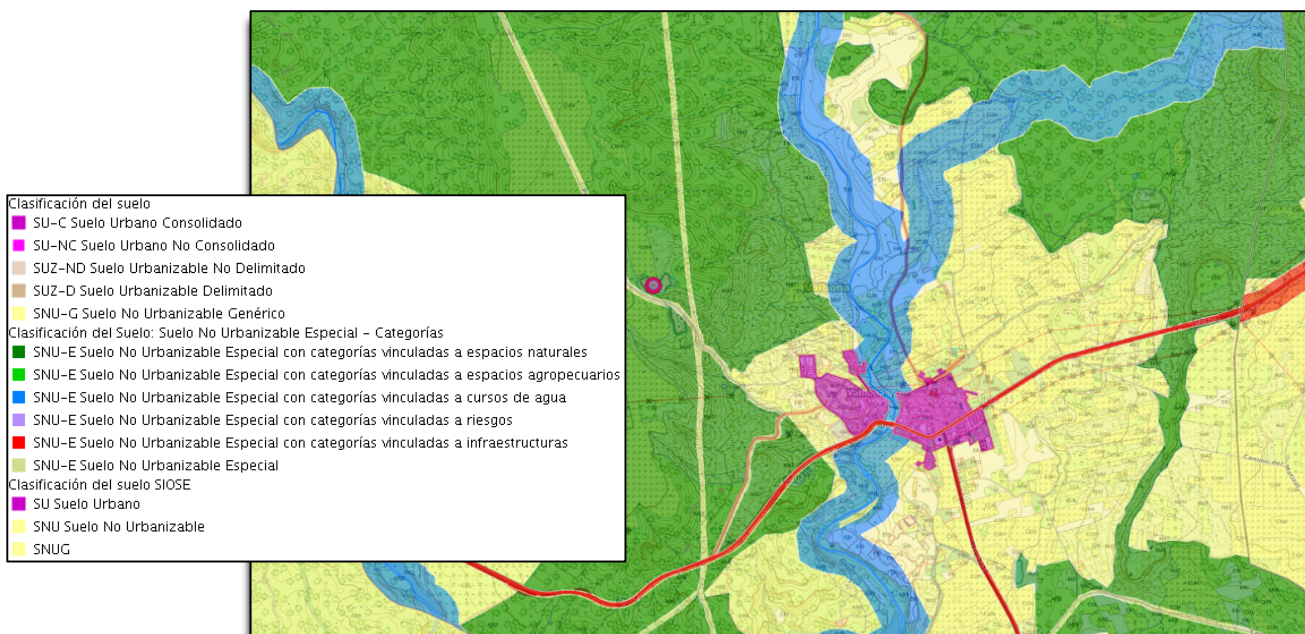 Clasificación del suelo
SU-C Suelo Urbano Consolidado
SU-NC Suelo Urbano No Consolidado
SUZ-ND Suelo Urbanizable No Delimitado
SUZ-D Suelo Urbanizable Delimitado
SNU-G Suelo No Urbanizable Genérico
Clasificación del Suelo: Suelo No Urbanizable Especial - Categorías
SNU-E Suelo No Urbanizable Especial con categorías vinculadas a espacios naturales
SNU-E Suelo No Urbanizable Especial con categorías vinculadas a espacios agropecuarios
SNU-E Suelo No Urbanizable Especial con categorías vinculadas a cursos de agua
SNU-E Suelo No Urbanizable Especial con categorías vinculadas a riesgos
SNU-E Suelo No Urbanizable Especial con categorías vinculadas a infraestructuras
SNU-E Suelo No Urbanizable Especial
Clasificación del suelo SIOSE
SU Suelo Urbano
SNU Suelo No Urbanizable
SNUG
Valbona